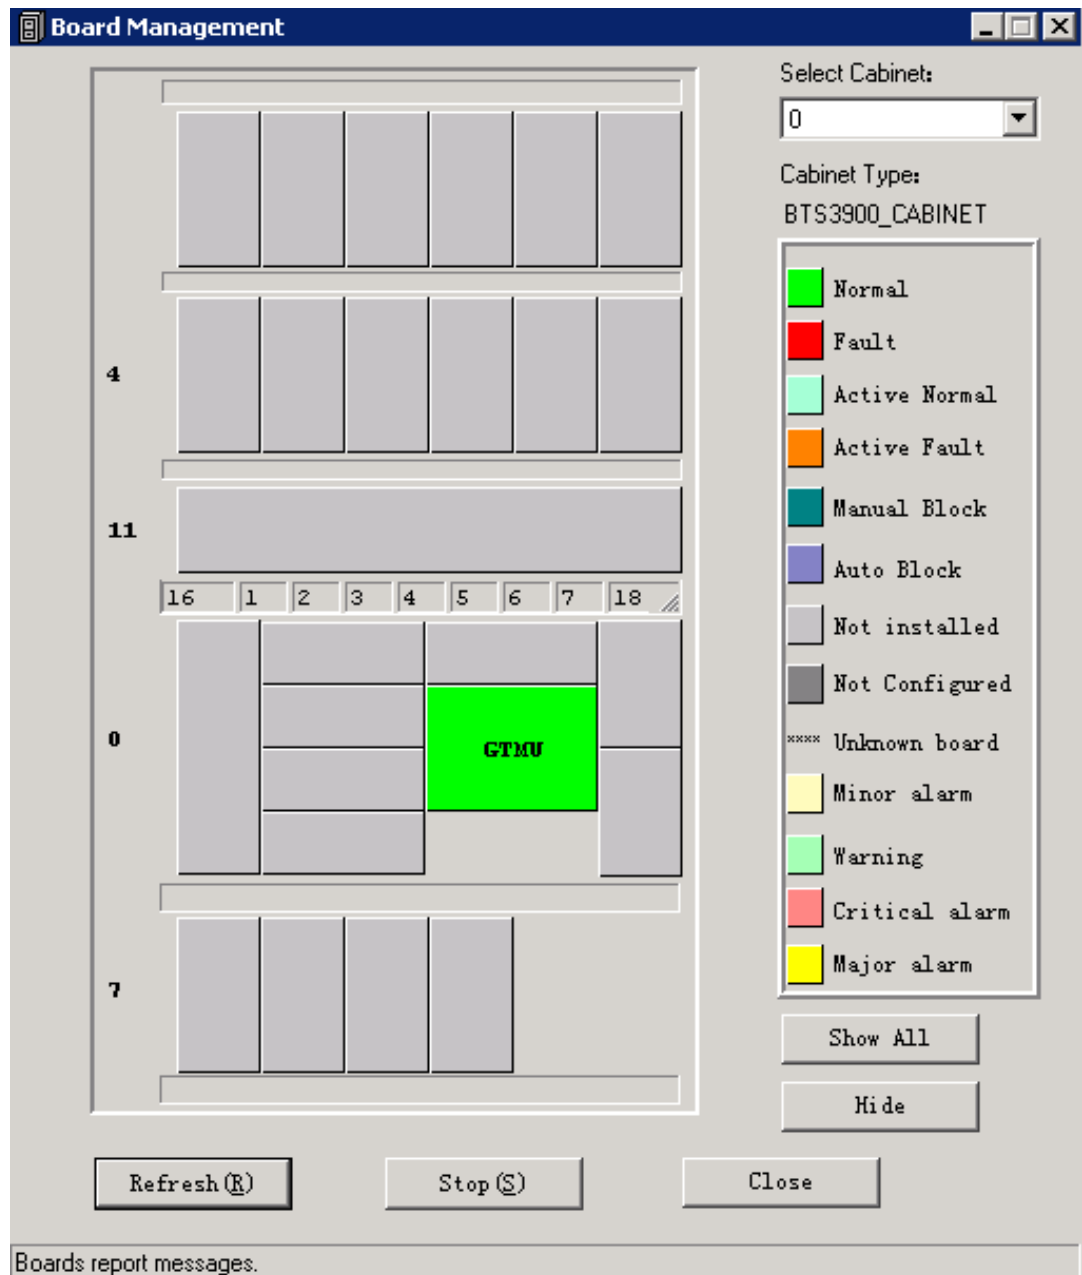 Board Management
Select Cabinet:
0
Cabinet Type:
BTS3900_CABINET
Normal
Fault
Active Normal
Active Fault
Manual Block
Auto Block
Not installed
Not Configured
**** Unknown board
Minor alarm
Warning
Critical alarm
Major alarm
4
11
16 1 2 3 4 5 6 7 18
0
GTMU
7
Show All
Hide
Refresh(R) Stop(S) Close
Boards report messages.